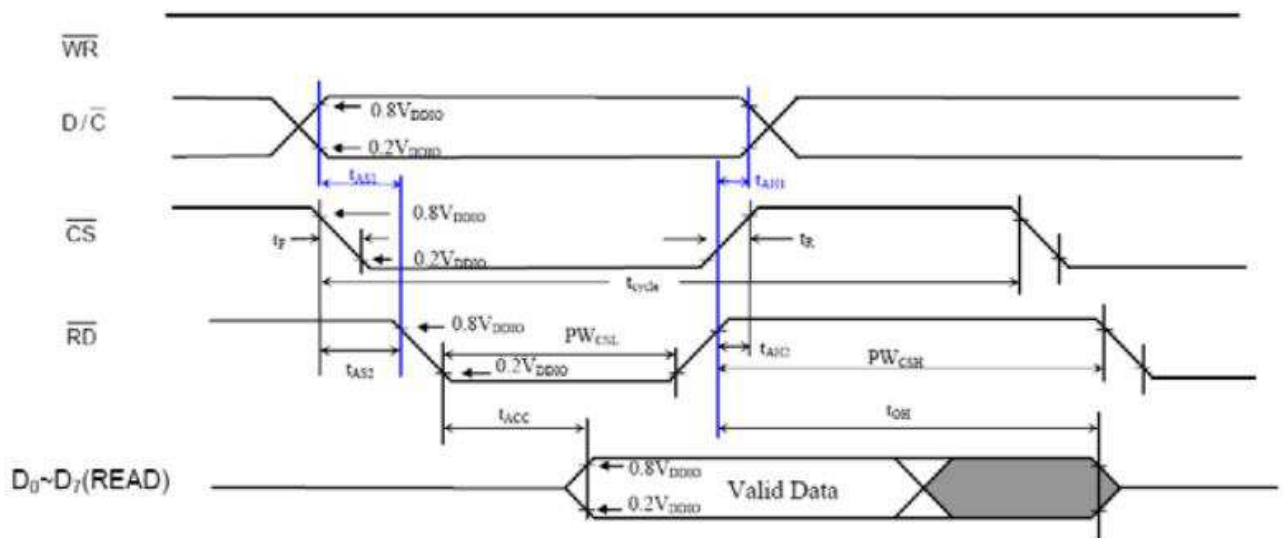 WR
D/C
0.8VDDIO
0.2VDDIO
tAS1
tAH1
CS
0.8VDDIO
tF
tR
0.2VDDIO
tcycle
RD
0.8VDDIO
PWCSL
tAH2
tAS2
0.2VDDIO
PWCSH
tACC
tOH
D0~D7(READ)
0.8VDDIO
Valid Data
0.2VDDIO